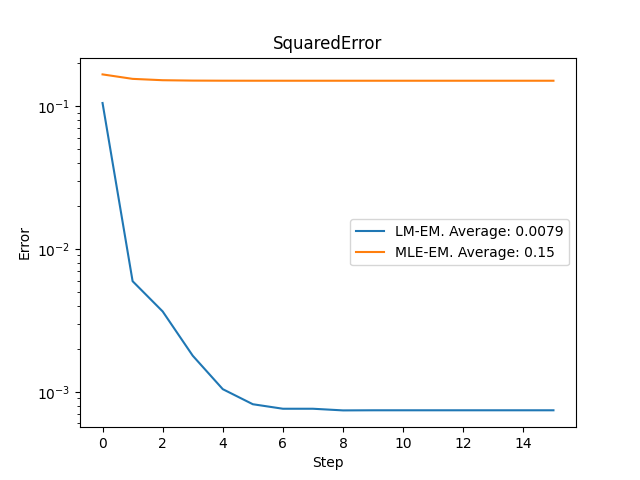 SquaredError
Error
10⁻¹
10⁻²
10⁻³
LM-EM. Average: 0.0079
MLE-EM. Average: 0.15
0 2 4 6 8 10 12 14
Step